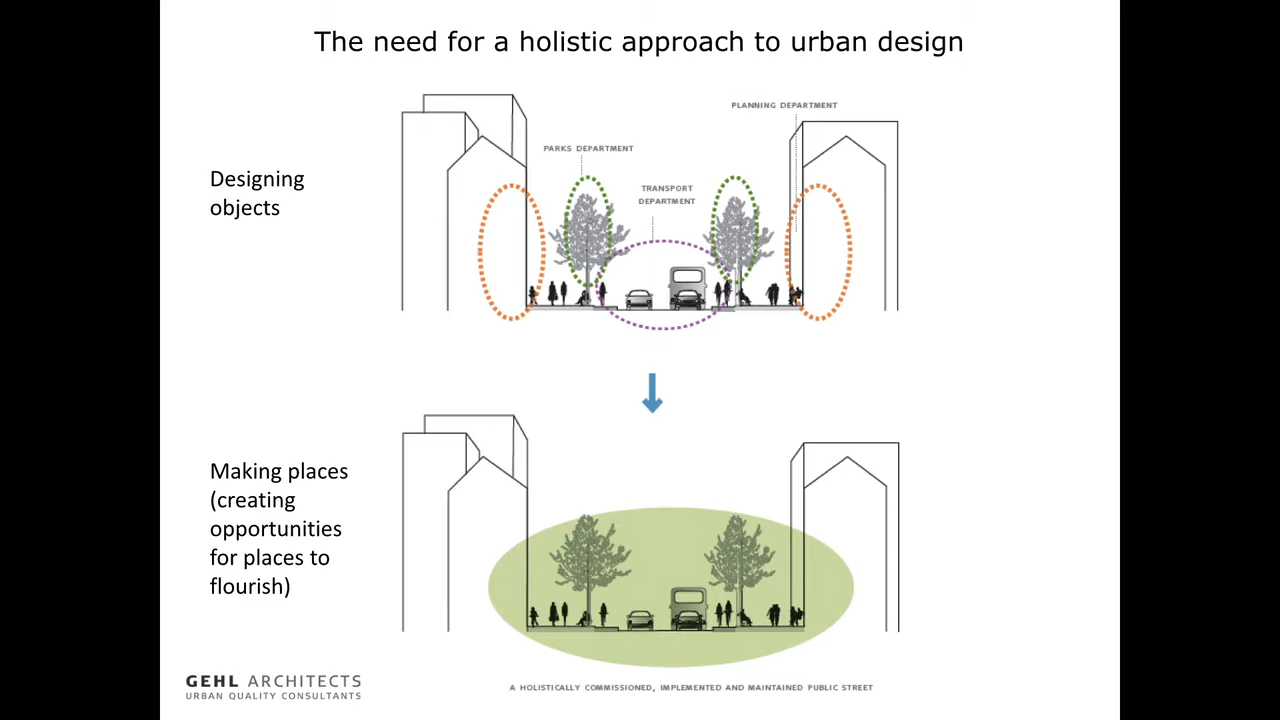 The need for a holistic approach to urban design
PLANNING DEPARTMENT
PARKS DEPARTMENT
Designing
objects
TRANSPORT
DEPARTMENT
Making places
(creating
opportunities
for places to
flourish)
GEHL ARCHITECTS
URBAN QUALITY CONSULTANTS
A HOLISTICALLY COMMISSIONED, IMPLEMENTED AND MAINTAINED PUBLIC STREET